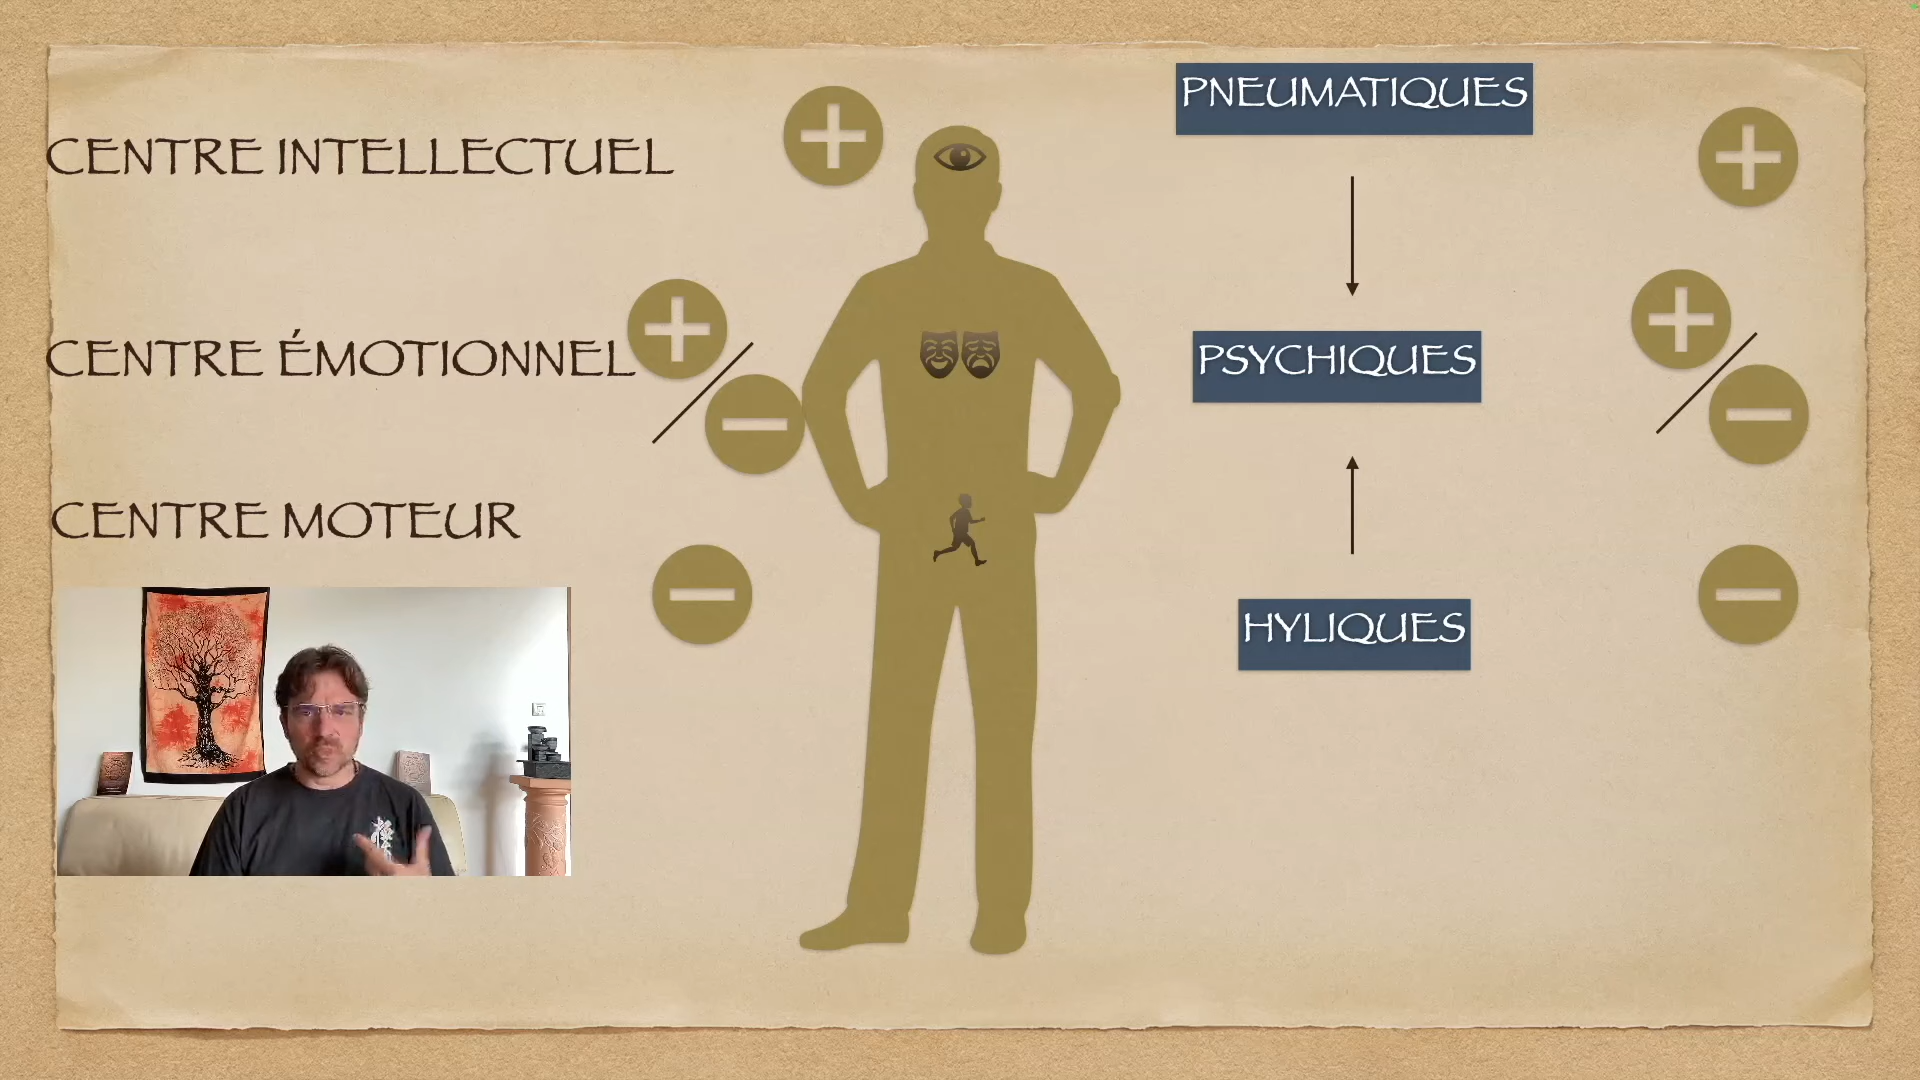 CENTRE INTELLECTUEL
CENTRE ÉMOTIONNEL
CENTRE MOTEUR
PNEUMATIQUES
PSYCHIQUES
HYLIQUES